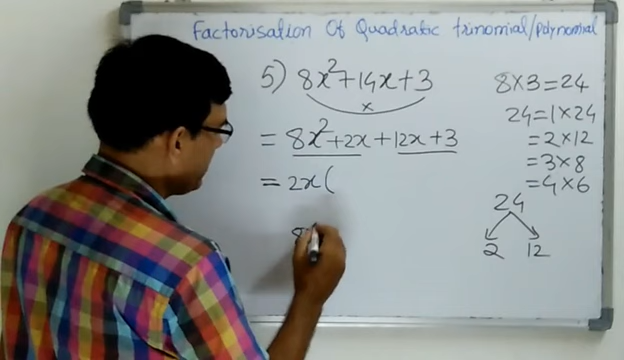 Factorisation Of Quadratic trinomial/polynomial
5) 8x²+14x+3
x
= 8x²+2x+12x+3
= 2x(
8
8×3=24
24=1×24
=2×12
=3×8
=4×6
24
2 12